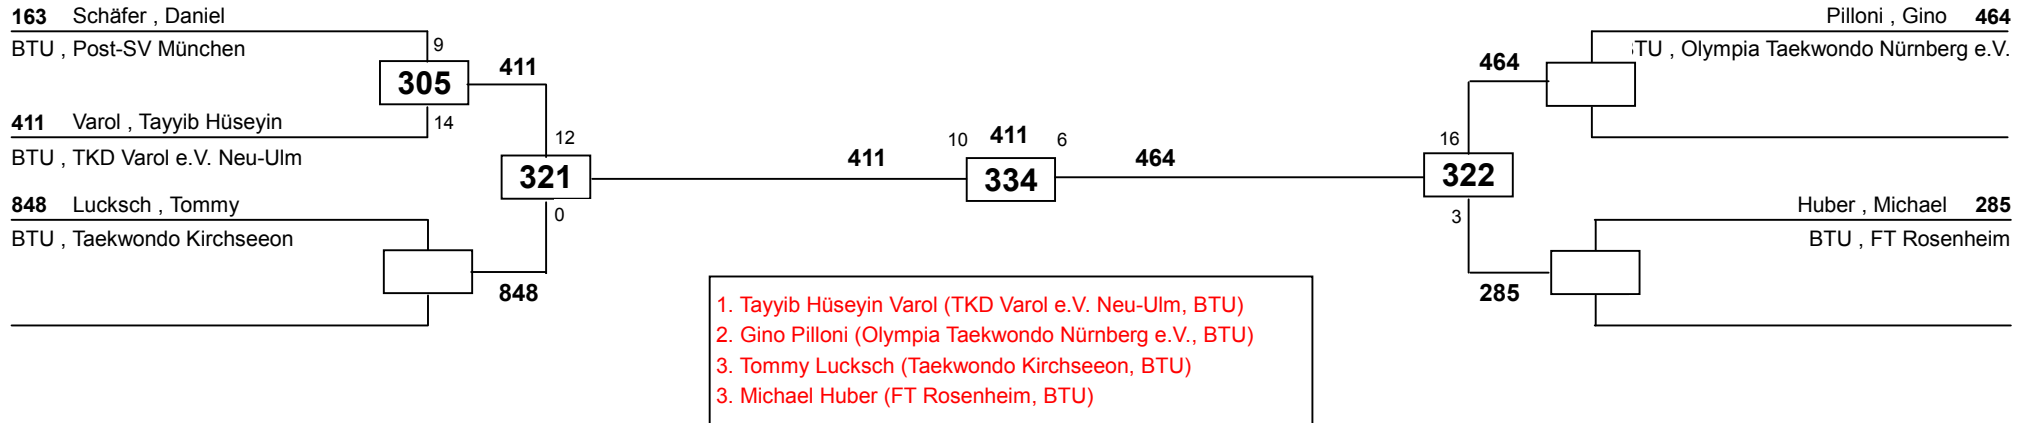 163 Schäfer , Daniel
BTU , Post-SV München
9
305
411
14
411 Varol , Tayyib Hüseyin
BTU , TKD Varol e.V. Neu-Ulm
12
321
0
848 Lucksch , Tommy
BTU , Taekwondo Kirchseeon
848
411
10 411 6
334
464
Pilloni , Gino 464
TU , Olympia Taekwondo Nürnberg e.V.
464
16
322
3
Huber , Michael 285
BTU , FT Rosenheim
285
1. Tayyib Hüseyin Varol (TKD Varol e.V. Neu-Ulm, BTU)
2. Gino Pilloni (Olympia Taekwondo Nürnberg e.V., BTU)
3. Tommy Lucksch (Taekwondo Kirchseeon, BTU)
3. Michael Huber (FT Rosenheim, BTU)